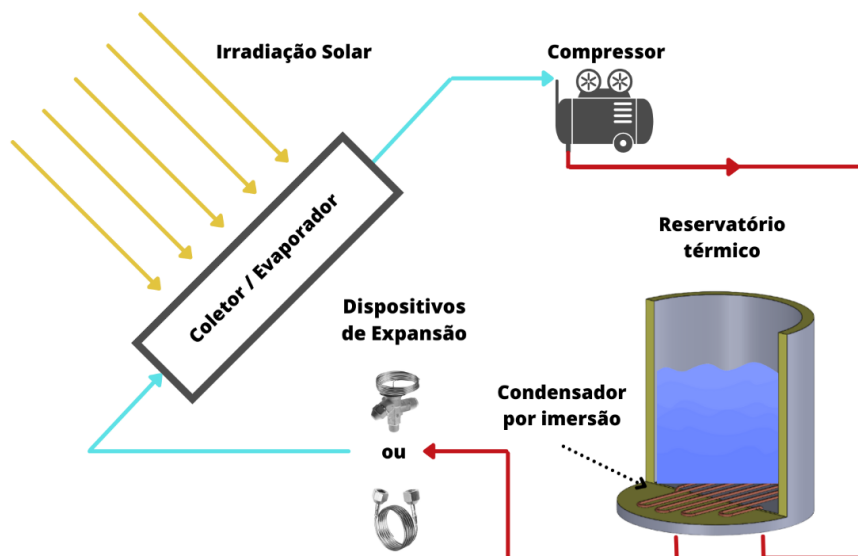 Irradiação Solar
Compressor
Coletor / Evaporador
Reservatório
térmico
Dispositivos
de Expansão
Condensador
por imersão
ou